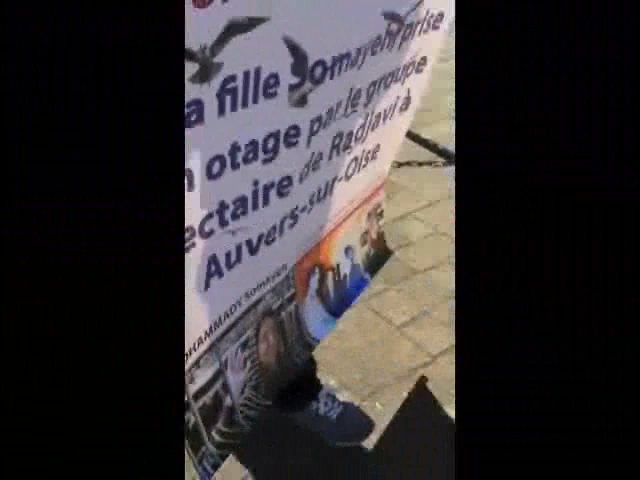 a fille Somayeh, prise
otage par le groupe
ectaire de Radjavi à
Auvers-sur-Oise
OHAMMADY Somayeh